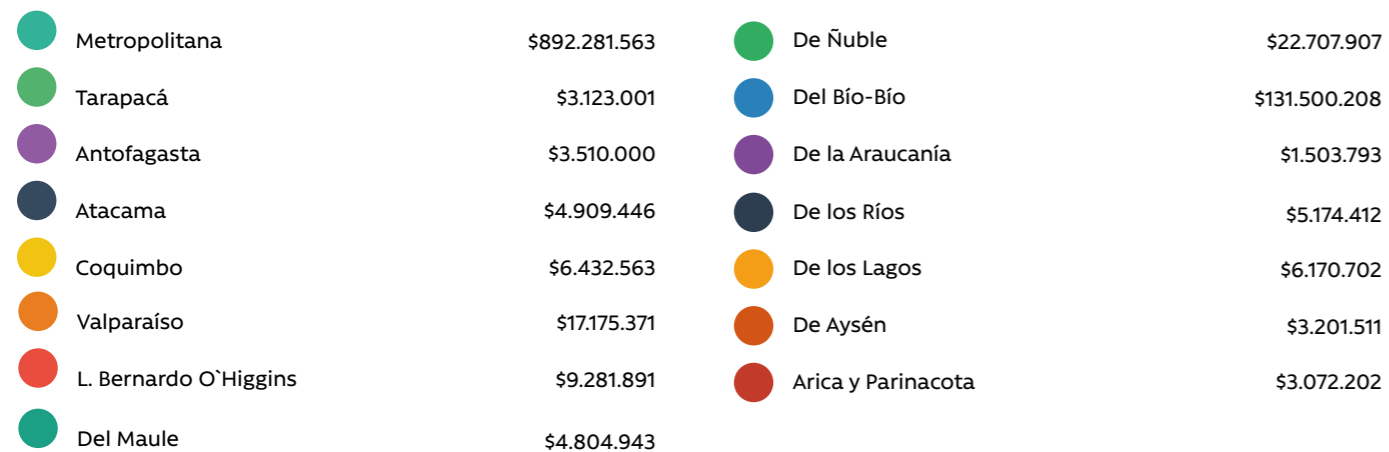 Metropolitana $892.281.563
Tarapacá $3.123.001
Antofagasta $3.510.000
Atacama $4.909.446
Coquimbo $6.432.563
Valparaíso $17.175.371
L. Bernardo O`Higgins $9.281.891
Del Maule $4.804.943
De Ñuble $22.707.907
Del Bío-Bío $131.500.208
De la Araucanía $1.503.793
De los Ríos $5.174.412
De los Lagos $6.170.702
De Aysén $3.201.511
Arica y Parinacota $3.072.202